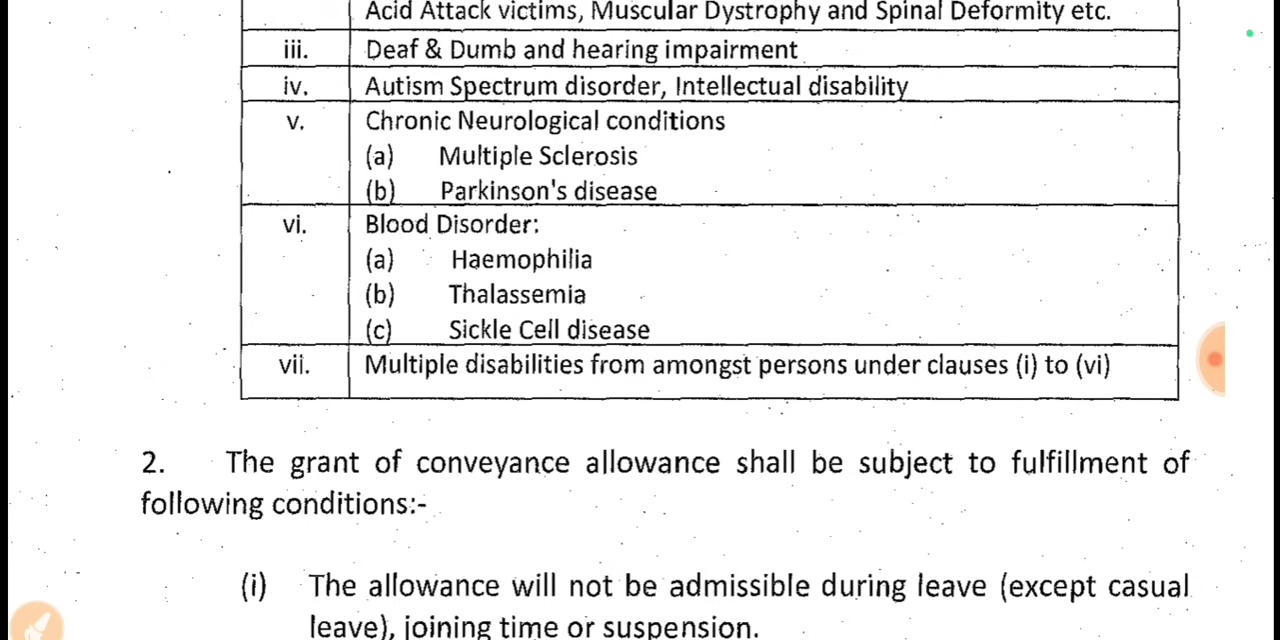 Acid Attack victims, Muscular Dystrophy and Spinal Deformity etc.
iii. Deaf & Dumb and hearing impairment
iv. Autism Spectrum disorder, Intellectual disability
v. Chronic Neurological conditions
(a) Multiple Sclerosis
(b) Parkinson's disease
vi. Blood Disorder:
(a) Haemophilia
(b) Thalassemia
(c) Sickle Cell disease
vii. Multiple disabilities from amongst persons under clauses (i) to (vi)
2. The grant of conveyance allowance shall be subject to fulfillment of
following conditions:-
(i) The allowance will not be admissible during leave (except casual
leave), joining time or suspension.